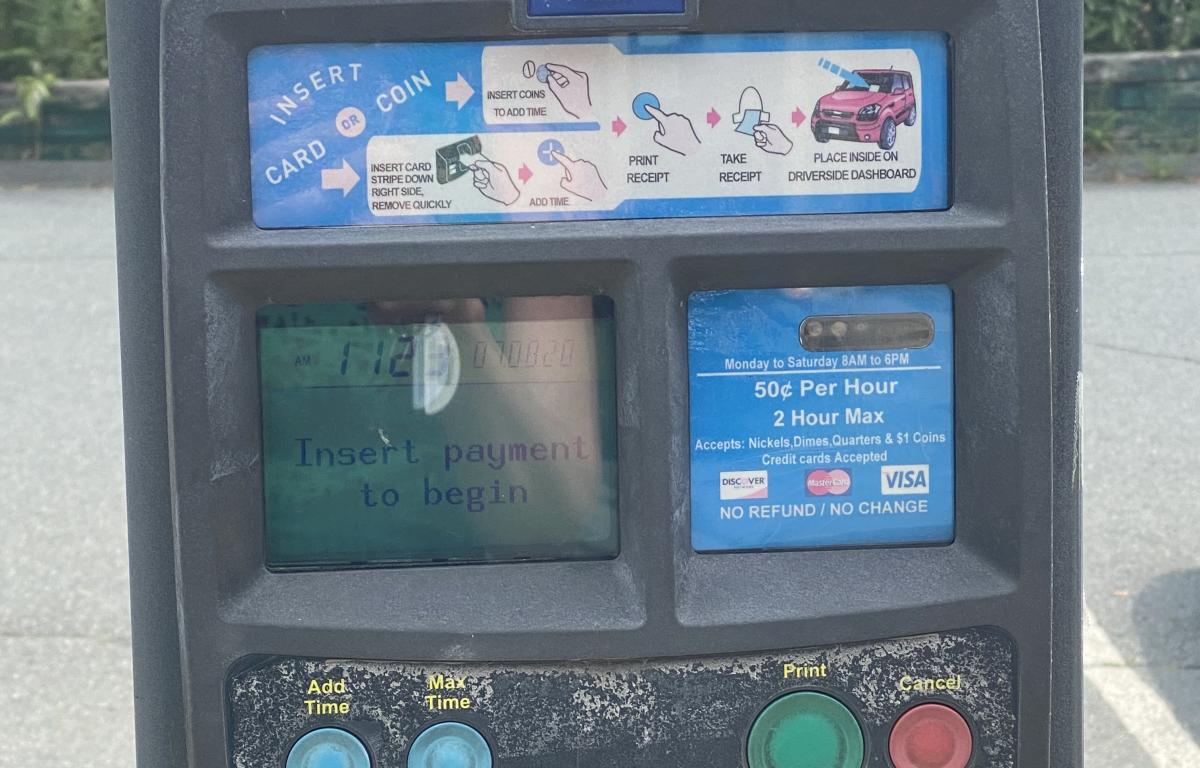 INSERT
CARD OR COIN
INSERT COINS
TO ADD TIME
INSERT CARD
STRIPE DOWN
RIGHT SIDE,
REMOVE QUICKLY
ADD TIME
PRINT
RECEIPT
TAKE
RECEIPT
PLACE INSIDE ON
DRIVERSIDE DASHBOARD
AM
070820
Insert payment
to begin
Monday to Saturday 8AM to 6PM
50¢ Per Hour
2 Hour Max
Accepts: Nickels,Dimes,Quarters & $1 Coins
Credit cards Accepted
DISCOVER
MasterCard
VISA
NO REFUND / NO CHANGE
Add
Time
Max
Time
Print
Cancel